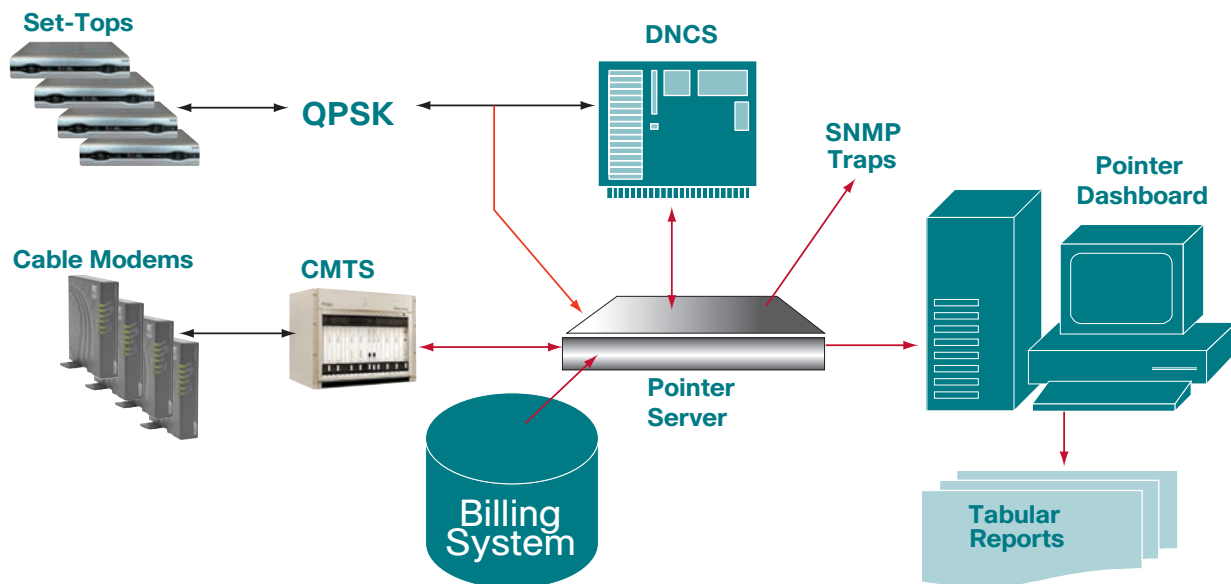 Set-Tops
DNCS
QPSK
SNMP
Traps
Pointer
Dashboard
Cable Modems
CMTS
Pointer
Server
Billing
System
Tabular
Reports